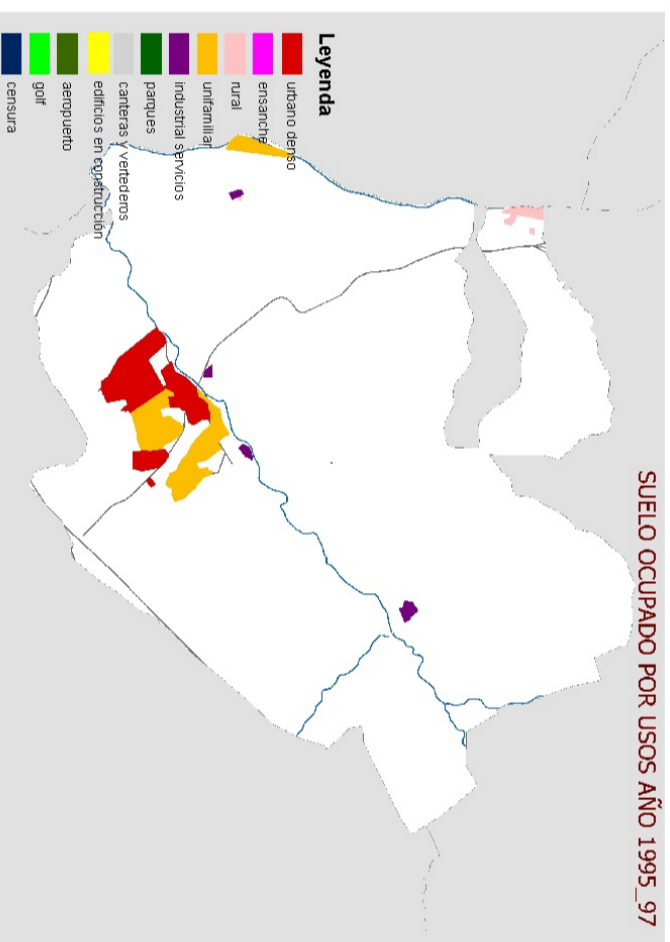 SUELO OCUPADO POR USOS AÑO 1995_97
Leyenda
urbano denso
ensanche
rural
unifamiliar
industrial servicios
parques
canteras y vertederos
edificios en construcción
aeropuerto
golf
censura